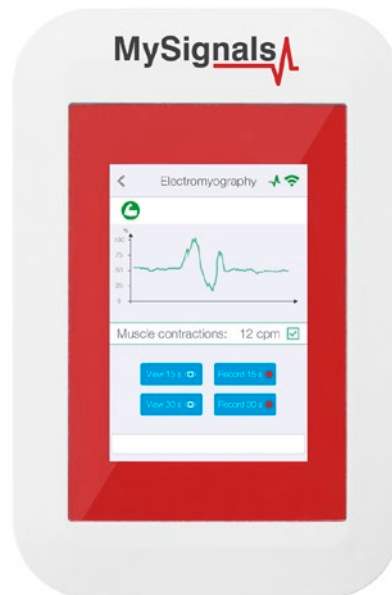 MySignals
Electromyography
%
100
75
50
25
0
Muscle contractions: 12 cpm
View 15 s
Record 15 s
View 30 s
Record 30 s